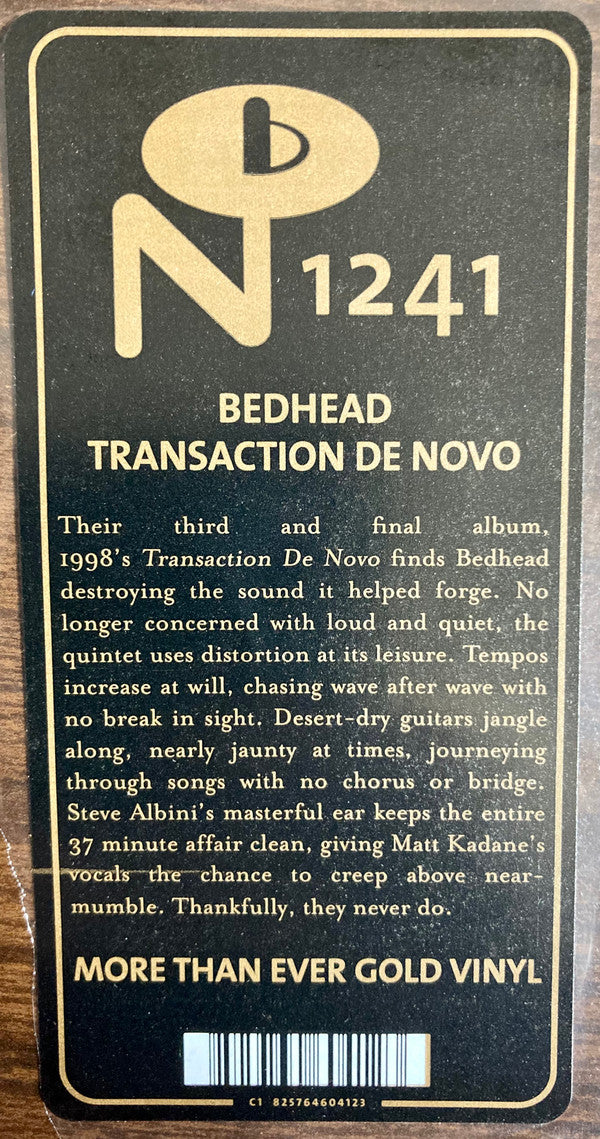 N 1241
BEDHEAD
TRANSACTION DE NOVO
Their third and final album,
1998's Transaction De Novo finds Bedhead
destroying the sound it helped forge. No
longer concerned with loud and quiet, the
quintet uses distortion at its leisure. Tempos
increase at will, chasing wave after wave with
no break in sight. Desert-dry guitars jangle
along, nearly jaunty at times, journeying
through songs with no chorus or bridge.
Steve Albini's masterful ear keeps the entire
37 minute affair clean, giving Matt Kadane's
vocals the chance to creep above near-
mumble. Thankfully, they never do.
MORE THAN EVER GOLD VINYL
C1 825764604123